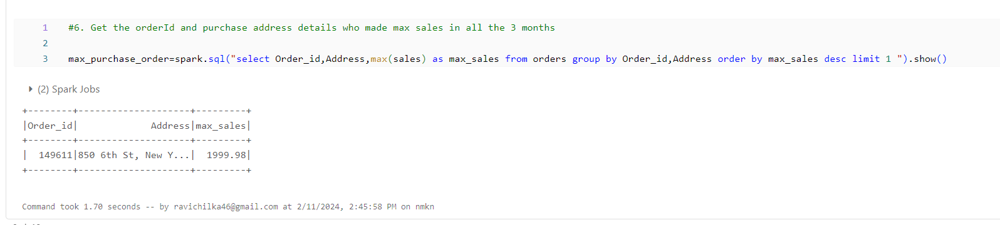 1 #6. Get the orderId and purchase address details who made max sales in all the 3 months
2
3 max_purchase_order=spark.sql("select Order_id,Address,max(sales) as max_sales from orders group by Order_id,Address order by max_sales desc limit 1 ").show()
(2) Spark Jobs
+--------+--------------------+---------+
|Order_id|             Address|max_sales|
+--------+--------------------+---------+
|  149611|850 6th St, New Y...|  1999.98|
+--------+--------------------+---------+
Command took 1.70 seconds -- by ravichilka46@gmail.com at 2/11/2024, 2:45:58 PM on nmkn